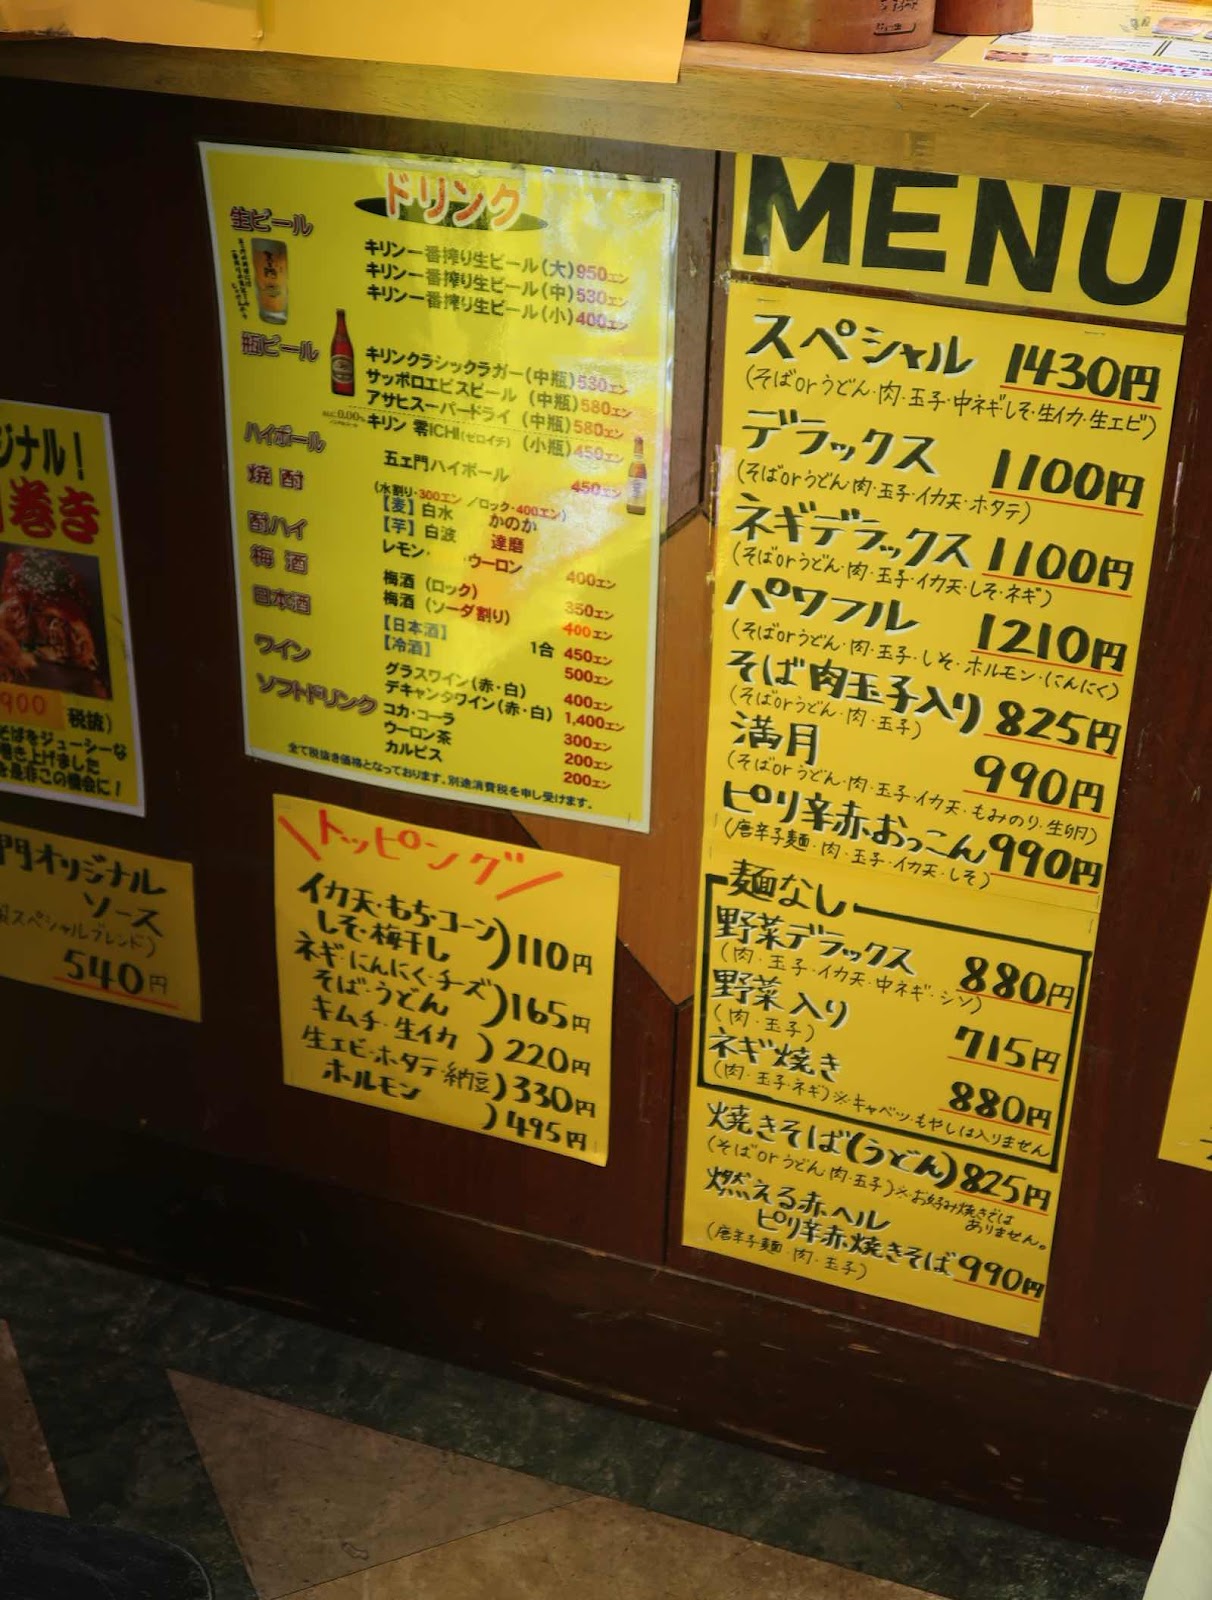 ドリンク
生ビール
キリン一番搾り生ビール(大)950エン
キリン一番搾り生ビール(中)530エン
キリン一番搾り生ビール(小)400エン
瓶ビール
キリンクラシックラガー(中瓶)530エン
サッポロエビスビール (中瓶)580エン
アサヒスーパードライ (中瓶)580エン
ALC.0.00%
キリン 零ICHI(ゼロイチ) (小瓶)450エン
ハイボール
五エ門ハイボール 450エン
焼酎
(水割り・300エン/ロック・400エン)
【麦】白水 かのか
【芋】白波 達磨
酎ハイ
レモン・ ウーロン 400エン
梅酒
梅酒(ロック) 350エン
梅酒(ソーダ割り) 400エン
日本酒
【日本酒】 1合 450エン
【冷酒】 500エン
ワイン
グラスワイン(赤・白) 400エン
デキャンタワイン(赤・白) 1,400エン
ソフトドリンク
コカ・コーラ 300エン
ウーロン茶 200エン
カルピス 200エン
全て税抜き価格となっております。別途消費税を申し受けます。
MENU
スペシャル 1430円
(そばorうどん・肉・玉子・中ネギ・しそ・生イカ・生エビ)
デラックス 1100円
(そばorうどん・肉・玉子・イカ天・ホタテ)
ネギデラックス 1100円
(そばorうどん・肉・玉子・イカ天・しそ・ネギ)
パワフル 1210円
(そばorうどん・肉・玉子・しそ・ホルモン・にんにく)
そば肉玉子入り 825円
(そばorうどん・肉・玉子)
満月 990円
(そばorうどん・肉・玉子・イカ天・もみのり・生卵)
ピリ辛赤おっこん 990円
(唐辛子麺・肉・玉子・イカ天・しそ)
麺なし
野菜デラックス 880円
(肉・玉子・イカ天・中ネギ・シソ)
野菜入り 715円
(肉・玉子)
ネギ焼き 880円
(肉・玉子・ネギ)※キャベツ・もやしは入りません
焼きそば(うどん) 825円
(そばorうどん・肉・玉子)※お好み焼きではありません。
燃える赤ヘル
ピリ辛赤焼きそば 990円
(唐辛子麺・肉・玉子)
トッピング
イカ天・もち・コーン
しそ・梅干し )110円
ネギ・にんにく・チーズ
そば・うどん )165円
キムチ・生イカ )220円
生エビ・ホタテ・納豆 )330円
ホルモン )495円
ジナル!
巻き
900 税抜)
そばをジューシーな
巻き上げました
是非この機会に!
門オリジナル
ソース
スペシャルブレンド)
540円